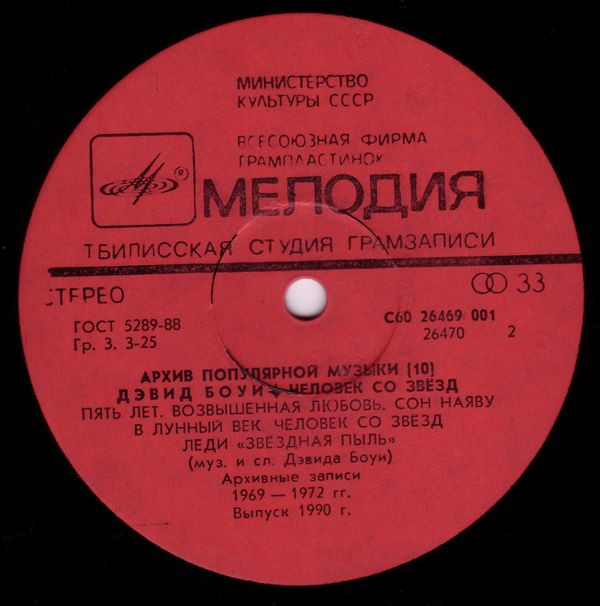 МИНИСТЕРСТВО
КУЛЬТУРЫ СССР
ВСЕСОЮЗНАЯ ФИРМА
ГРАМПЛАСТИНОК
®
МЕЛОДИЯ
ТБИЛИССКАЯ СТУДИЯ ГРАМЗАПИСИ
СТЕРЕО
33
ГОСТ 5289-88
Гр. 3. 3-25
С60 26469 001
26470 2
АРХИВ ПОПУЛЯРНОЙ МУЗЫКИ (10)
ДЭВИД БОУИ ЧЕЛОВЕК СО ЗВЁЗД
ПЯТЬ ЛЕТ. ВОЗВЫШЕННАЯ ЛЮБОВЬ. СОН НАЯВУ
В ЛУННЫЙ ВЕК. ЧЕЛОВЕК СО ЗВЁЗД
ЛЕДИ «ЗВЁЗДНАЯ ПЫЛЬ»
(муз. и сл. Дэвида Боуи)
Архивные записи
1969 — 1972 гг.
Выпуск 1990 г.